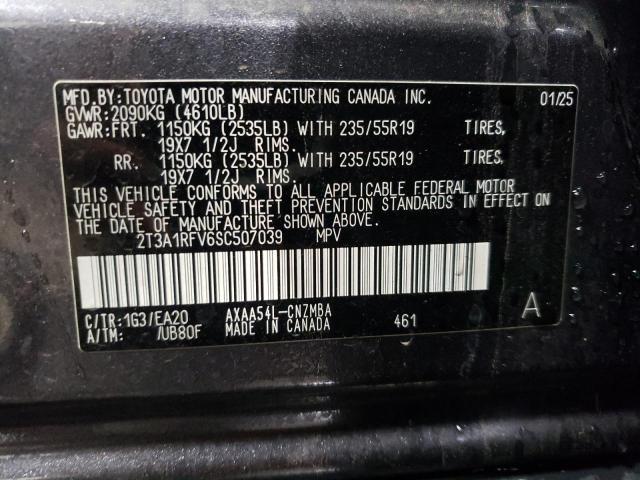 MFD.BY:TOYOTA MOTOR MANUFACTURING CANADA INC. 01/25
GVWR:2090KG (4610LB)
GAWR:FRT. 1150KG (2535LB) WITH 235/55R19 TIRES,
19X7 1/2J RIMS.
RR. 1150KG (2535LB) WITH 235/55R19 TIRES,
19X7 1/2J RIMS.
THIS VEHICLE CONFORMS TO ALL APPLICABLE FEDERAL MOTOR
VEHICLE SAFETY AND THEFT PREVENTION STANDARDS IN EFFECT ON
THE DATE OF MANUFACTURE SHOWN ABOVE.
2T3A1RFV6SC507039 MPV
C/TR:1G3/EA20 AXAA54L-CNZMBA 461 A
A/TM: /UB80F MADE IN CANADA